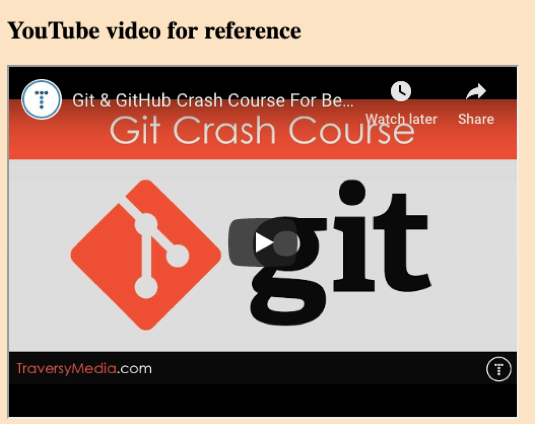 YouTube video for reference
Git & GitHub Crash Course For Be...
Watch later
Share
Git Crash Course
git
TraversyMedia.com